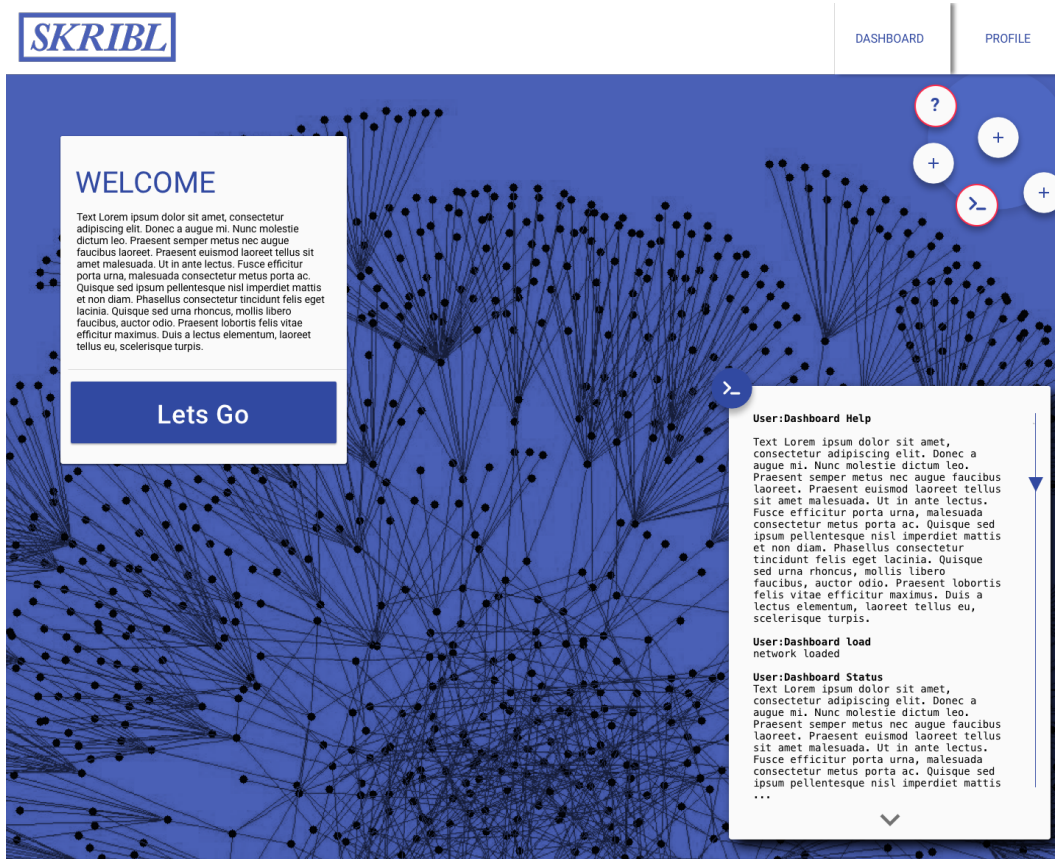 SKRIBL
DASHBOARD
PROFILE
?
+
+
+
>_
WELCOME
Text Lorem ipsum dolor sit amet, consectetur
adipiscing elit. Donec a augue mi. Nunc molestie
dictum leo. Praesent semper metus nec augue
faucibus laoreet. Praesent euismod laoreet tellus sit
amet malesuada. Ut in ante lectus. Fusce efficitur
porta urna, malesuada consectetur metus porta ac.
Quisque sed ipsum pellentesque nisl imperdiet mattis
et non diam. Phasellus consectetur tincidunt felis eget
lacinia. Quisque sed urna rhoncus, mollis libero
faucibus, auctor odio. Praesent lobortis felis vitae
efficitur maximus. Duis a lectus elementum, laoreet
tellus eu, scelerisque turpis.
Lets Go
>_
User:Dashboard Help
Text Lorem ipsum dolor sit amet,
consectetur adipiscing elit. Donec a
augue mi. Nunc molestie dictum leo.
Praesent semper metus nec augue faucibus
laoreet. Praesent euismod laoreet tellus
sit amet malesuada. Ut in ante lectus.
Fusce efficitur porta urna, malesuada
consectetur metus porta ac. Quisque sed
ipsum pellentesque nisl imperdiet mattis
et non diam. Phasellus consectetur
tincidunt felis eget lacinia. Quisque
sed urna rhoncus, mollis libero
faucibus, auctor odio. Praesent lobortis
felis vitae efficitur maximus. Duis a
lectus elementum, laoreet tellus eu,
scelerisque turpis.
User:Dashboard load
network loaded
User:Dashboard Status
Text Lorem ipsum dolor sit amet,
consectetur adipiscing elit. Donec a
augue mi. Nunc molestie dictum leo.
Praesent semper metus nec augue faucibus
laoreet. Praesent euismod laoreet tellus
sit amet malesuada. Ut in ante lectus.
Fusce efficitur porta urna, malesuada
consectetur metus porta ac. Quisque sed
ipsum pellentesque nisl imperdiet mattis
...